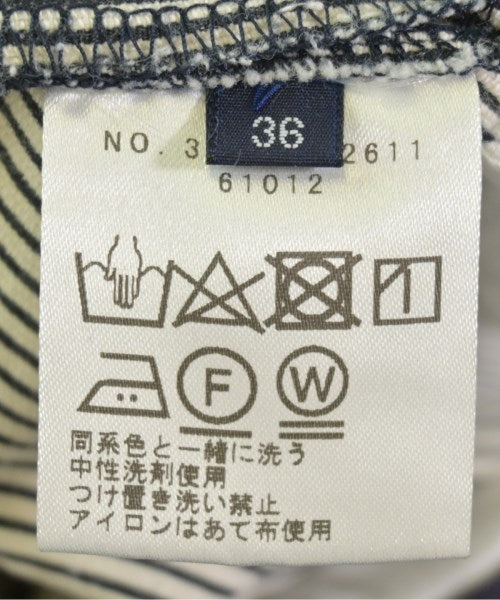 36
NO. 3 2611
61012
F W
同系色と一緒に洗う
中性洗剤使用
つけ置き洗い禁止
アイロンはあて布使用